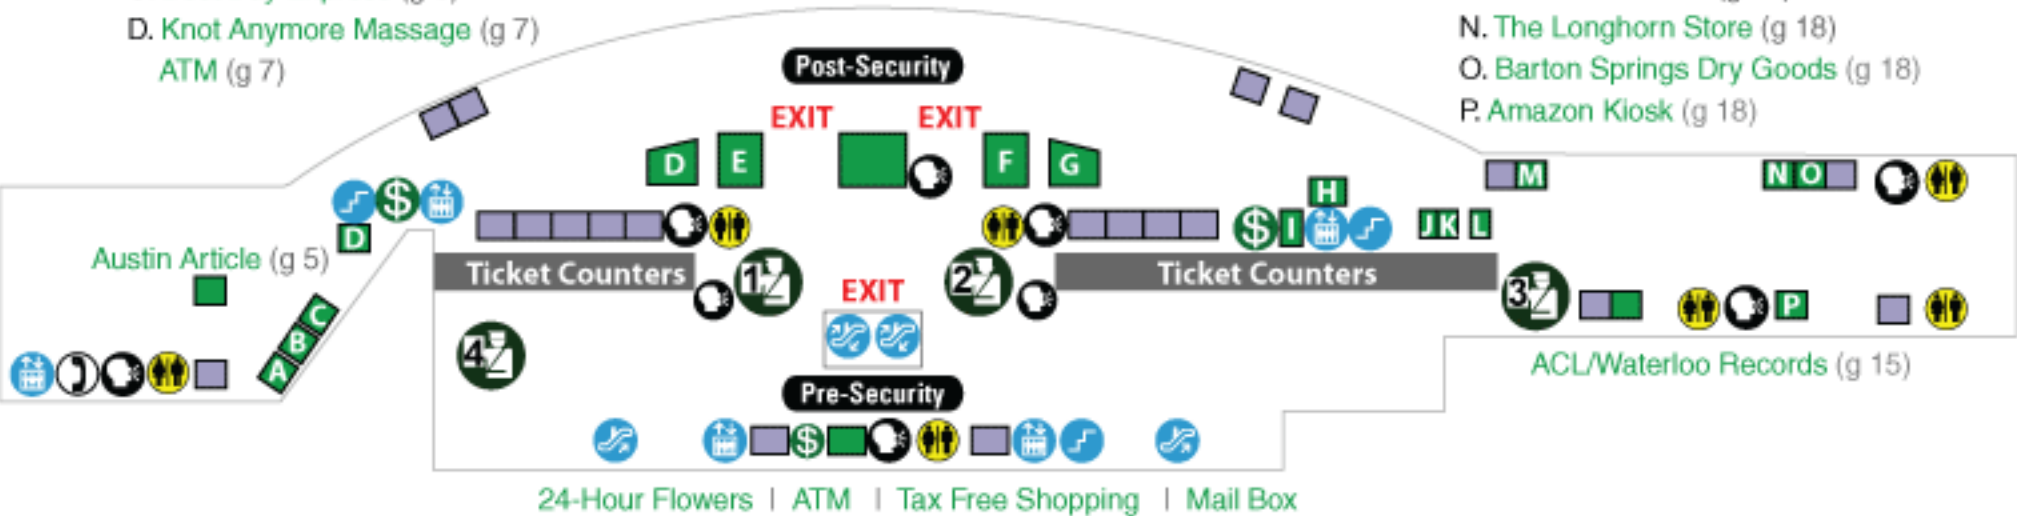 D. Knot Anymore Massage (g 7)
ATM (g 7)
N. The Longhorn Store (g 18)
O. Barton Springs Dry Goods (g 18)
P. Amazon Kiosk (g 18)
Post-Security
EXIT EXIT
D E F G
M N O
H
$ $ I J K L
D
Austin Article (g 5)
Ticket Counters Ticket Counters
1 2 3
EXIT
C
B
A
P
4
ACL/Waterloo Records (g 15)
Pre-Security
$
24-Hour Flowers | ATM | Tax Free Shopping | Mail Box